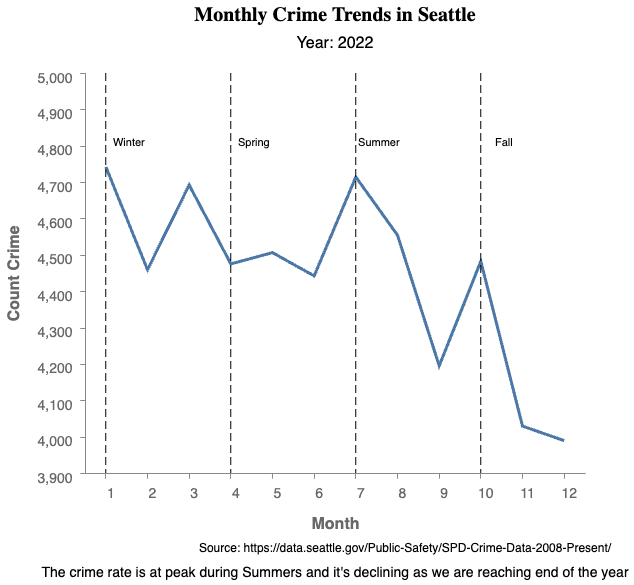 Monthly Crime Trends in Seattle
Year: 2022
5,000
4,900
4,800
4,700
4,600
4,500
4,400
4,300
4,200
4,100
4,000
3,900
Count Crime
Winter Spring Summer Fall
1 2 3 4 5 6 7 8 9 10 11 12
Month
Source: https://data.seattle.gov/Public-Safety/SPD-Crime-Data-2008-Present/
The crime rate is at peak during Summers and it's declining as we are reaching end of the year